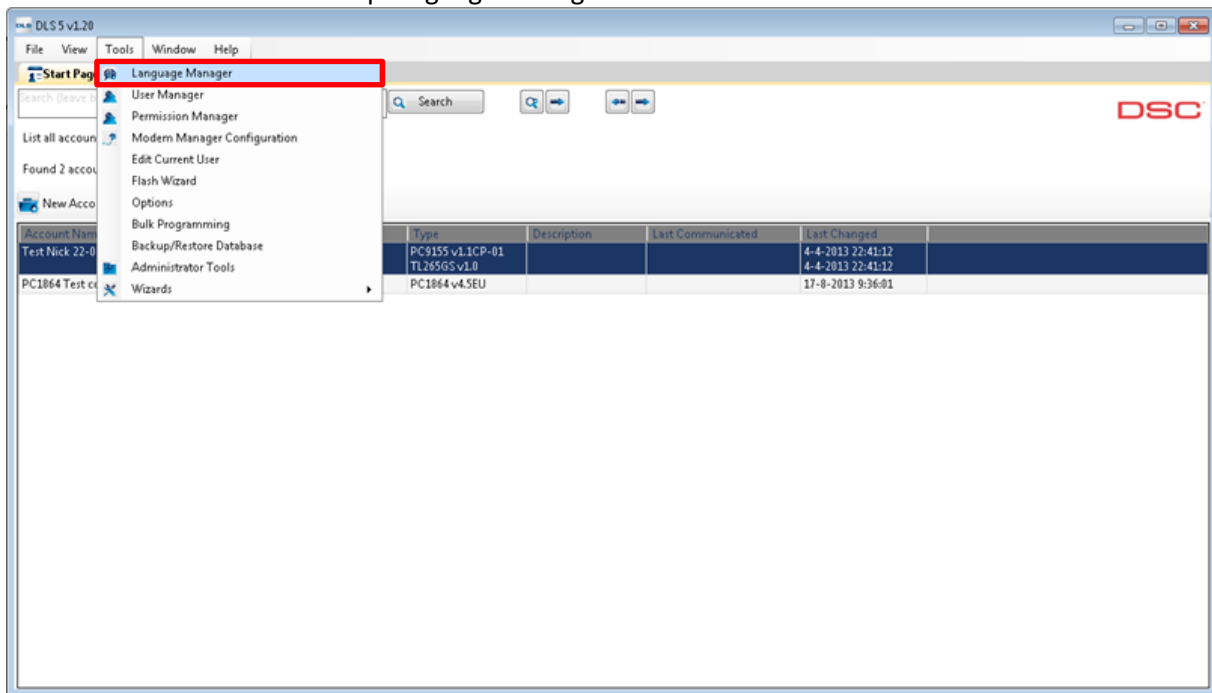 DLS 5 v1.20
File View Tools Window Help
Start Pag
Language Manager
Search (leave b
User Manager
Search
Permission Manager
DSC
List all accoun
Modem Manager Configuration
Edit Current User
Found 2 accou
Flash Wizard
New Acco
Options
Bulk Programming
Account Nam Type Description Last Communicated Last Changed
Backup/Restore Database
Test Nick 22-0 PC9155 v1.1CP-01 4-4-2013 22:41:12
Administrator Tools
TL265GS v1.0 4-4-2013 22:41:12
PC1864 Test c PC1864 v4.5EU 17-8-2013 9:36:01
Wizards